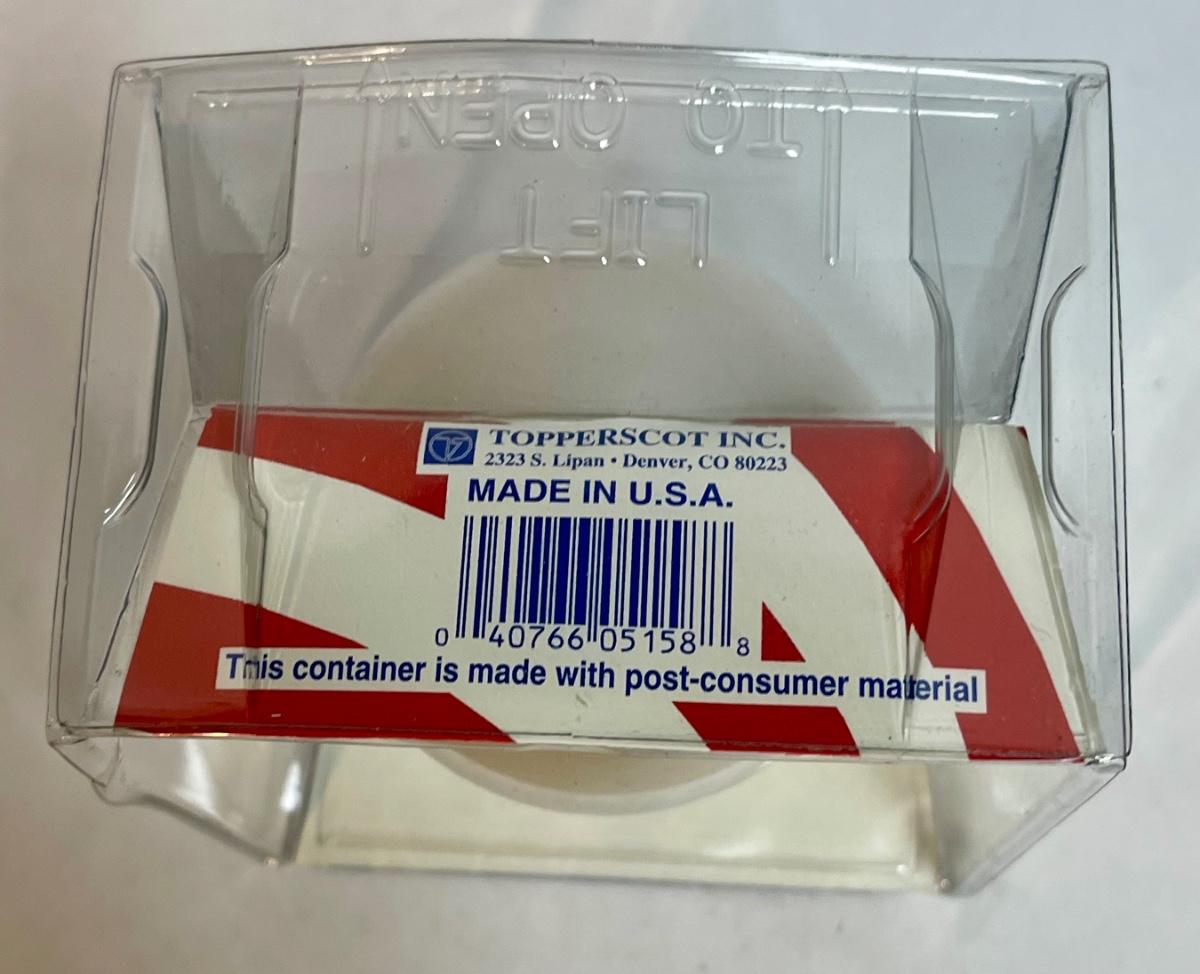 LIFT
TO OPEN
TOPPERSCOT INC.
2323 S. Lipan • Denver, CO 80223
MADE IN U.S.A.
0 40766 05158 8
This container is made with post-consumer material